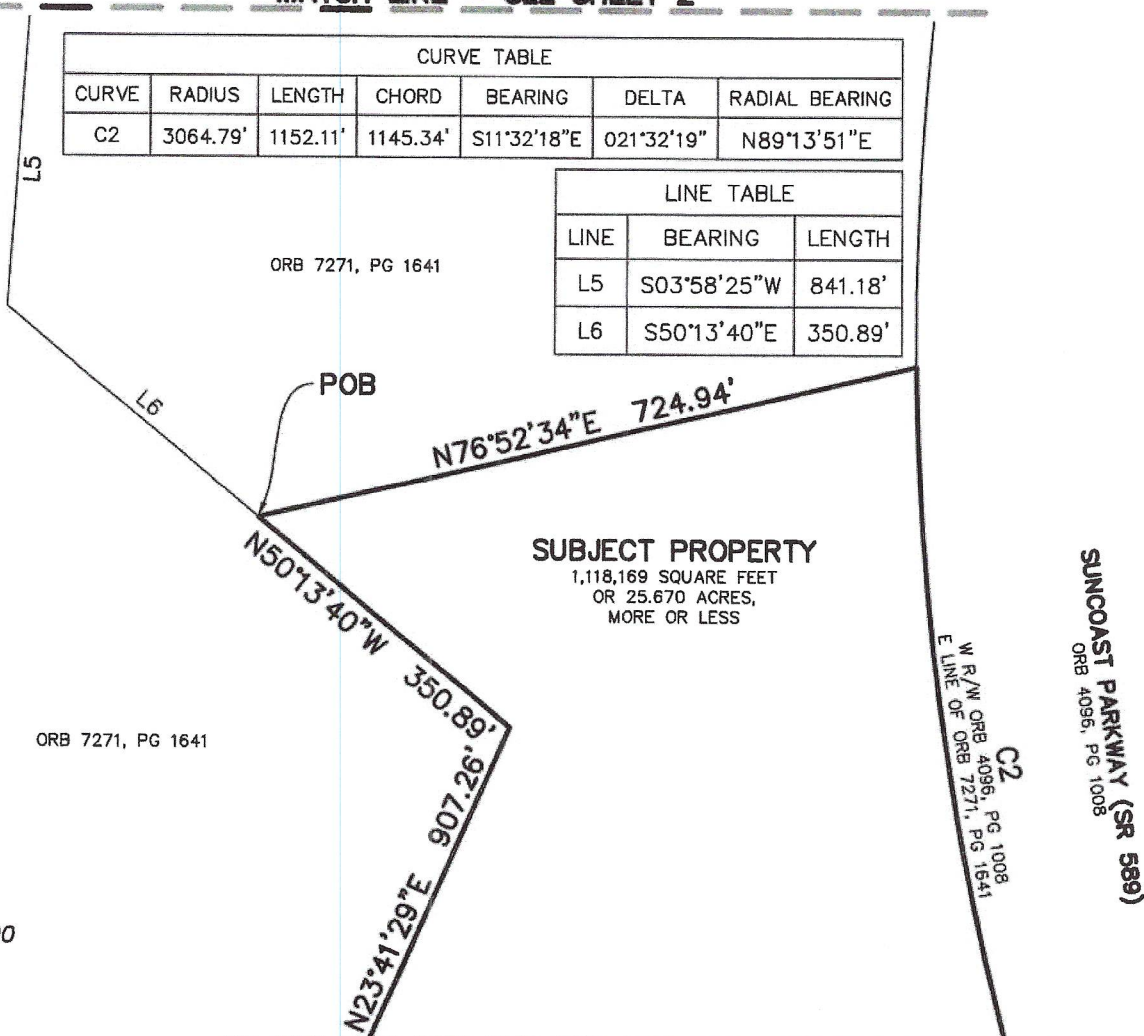 MATCH LINE - SEE SHEET 2
CURVE TABLE
CURVE RADIUS LENGTH CHORD BEARING DELTA RADIAL BEARING
C2 3064.79' 1152.11' 1145.34' S11°32'18"E 021°32'19" N89°13'51"E
LINE TABLE
LINE BEARING LENGTH
L5 S03°58'25"W 841.18'
L6 S50°13'40"E 350.89'
L5
ORB 7271, PG 1641
L6
POB
N76°52'34"E 724.94'
N50°13'40"W 350.89'
SUBJECT PROPERTY
1,118,169 SQUARE FEET
OR 25.670 ACRES,
MORE OR LESS
ORB 7271, PG 1641
N23°41'29"E 907.26'
C2
W R/W ORB 4096, PG 1008
E LINE OF ORB 7271, PG 1641
SUNCOAST PARKWAY (SR 589)
ORB 4096, PG 1008